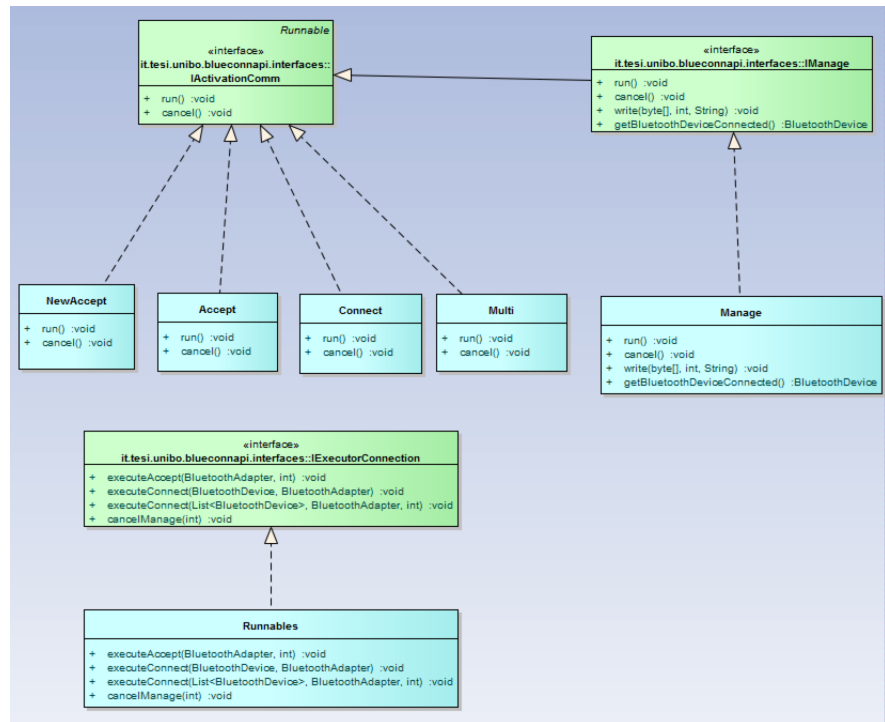 Runnable
«interface»
it.tesi.unibo.blueconnapi.interfaces::
IActivationComm
+ run() :void
+ cancel() :void
«interface»
it.tesi.unibo.blueconnapi.interfaces::IManage
+ run() :void
+ cancel() :void
+ write(byte[], int, String) :void
+ getBluetoothDeviceConnected() :BluetoothDevice
NewAccept
+ run() :void
+ cancel() :void
Accept
+ run() :void
+ cancel() :void
Connect
+ run() :void
+ cancel() :void
Multi
+ run() :void
+ cancel() :void
Manage
+ run() :void
+ cancel() :void
+ write(byte[], int, String) :void
+ getBluetoothDeviceConnected() :BluetoothDevice
«interface»
it.tesi.unibo.blueconnapi.interfaces::IExecutorConnection
+ executeAccept(BluetoothAdapter, int) :void
+ executeConnect(BluetoothDevice, BluetoothAdapter) :void
+ executeConnect(List<BluetoothDevice>, BluetoothAdapter, int) :void
+ cancelManage(int) :void
Runnables
+ executeAccept(BluetoothAdapter, int) :void
+ executeConnect(BluetoothDevice, BluetoothAdapter) :void
+ executeConnect(List<BluetoothDevice>, BluetoothAdapter, int) :void
+ cancelManage(int) :void